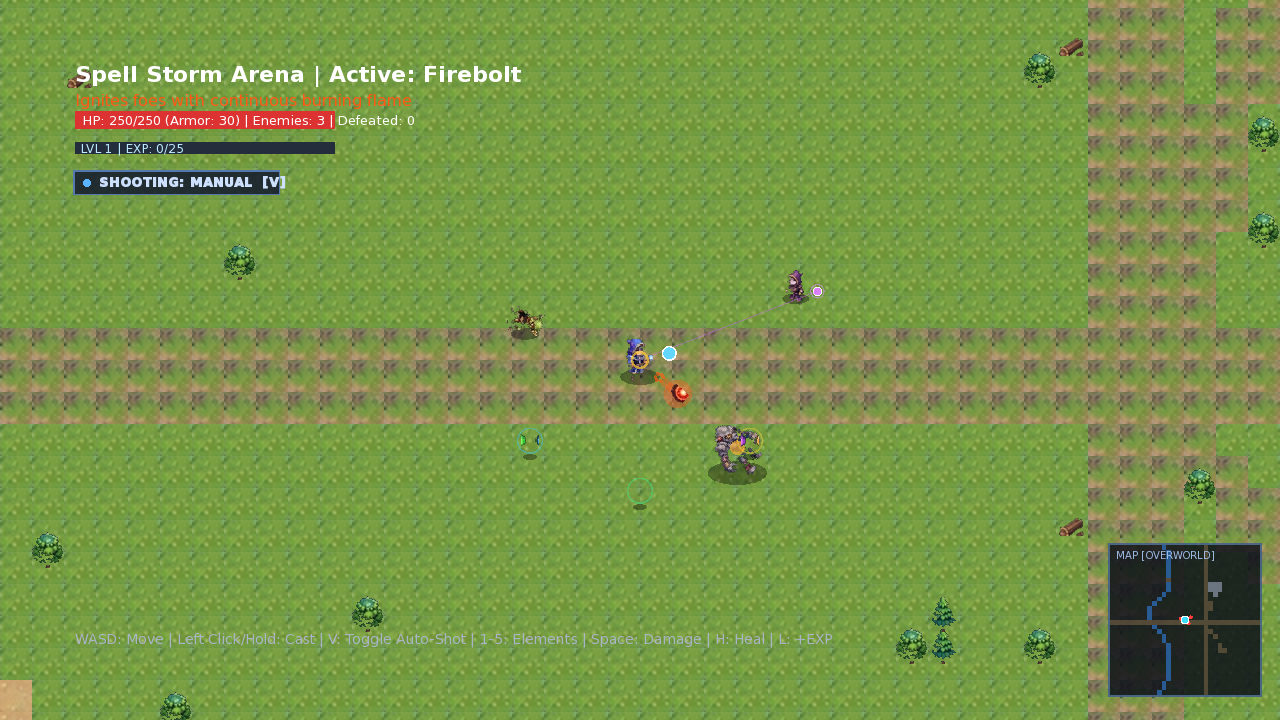 Spell Storm Arena | Active: Firebolt
Ignites foes with continuous burning flame
HP: 250/250 (Armor: 30) | Enemies: 3 | Defeated: 0
LVL 1 | EXP: 0/25
SHOOTING: MANUAL [V]
MAP [OVERWORLD]
WASD: Move | Left-Click/Hold: Cast | V: Toggle Auto-Shot | 1-5: Elements | Space: Damage | H: Heal | L: +EXP